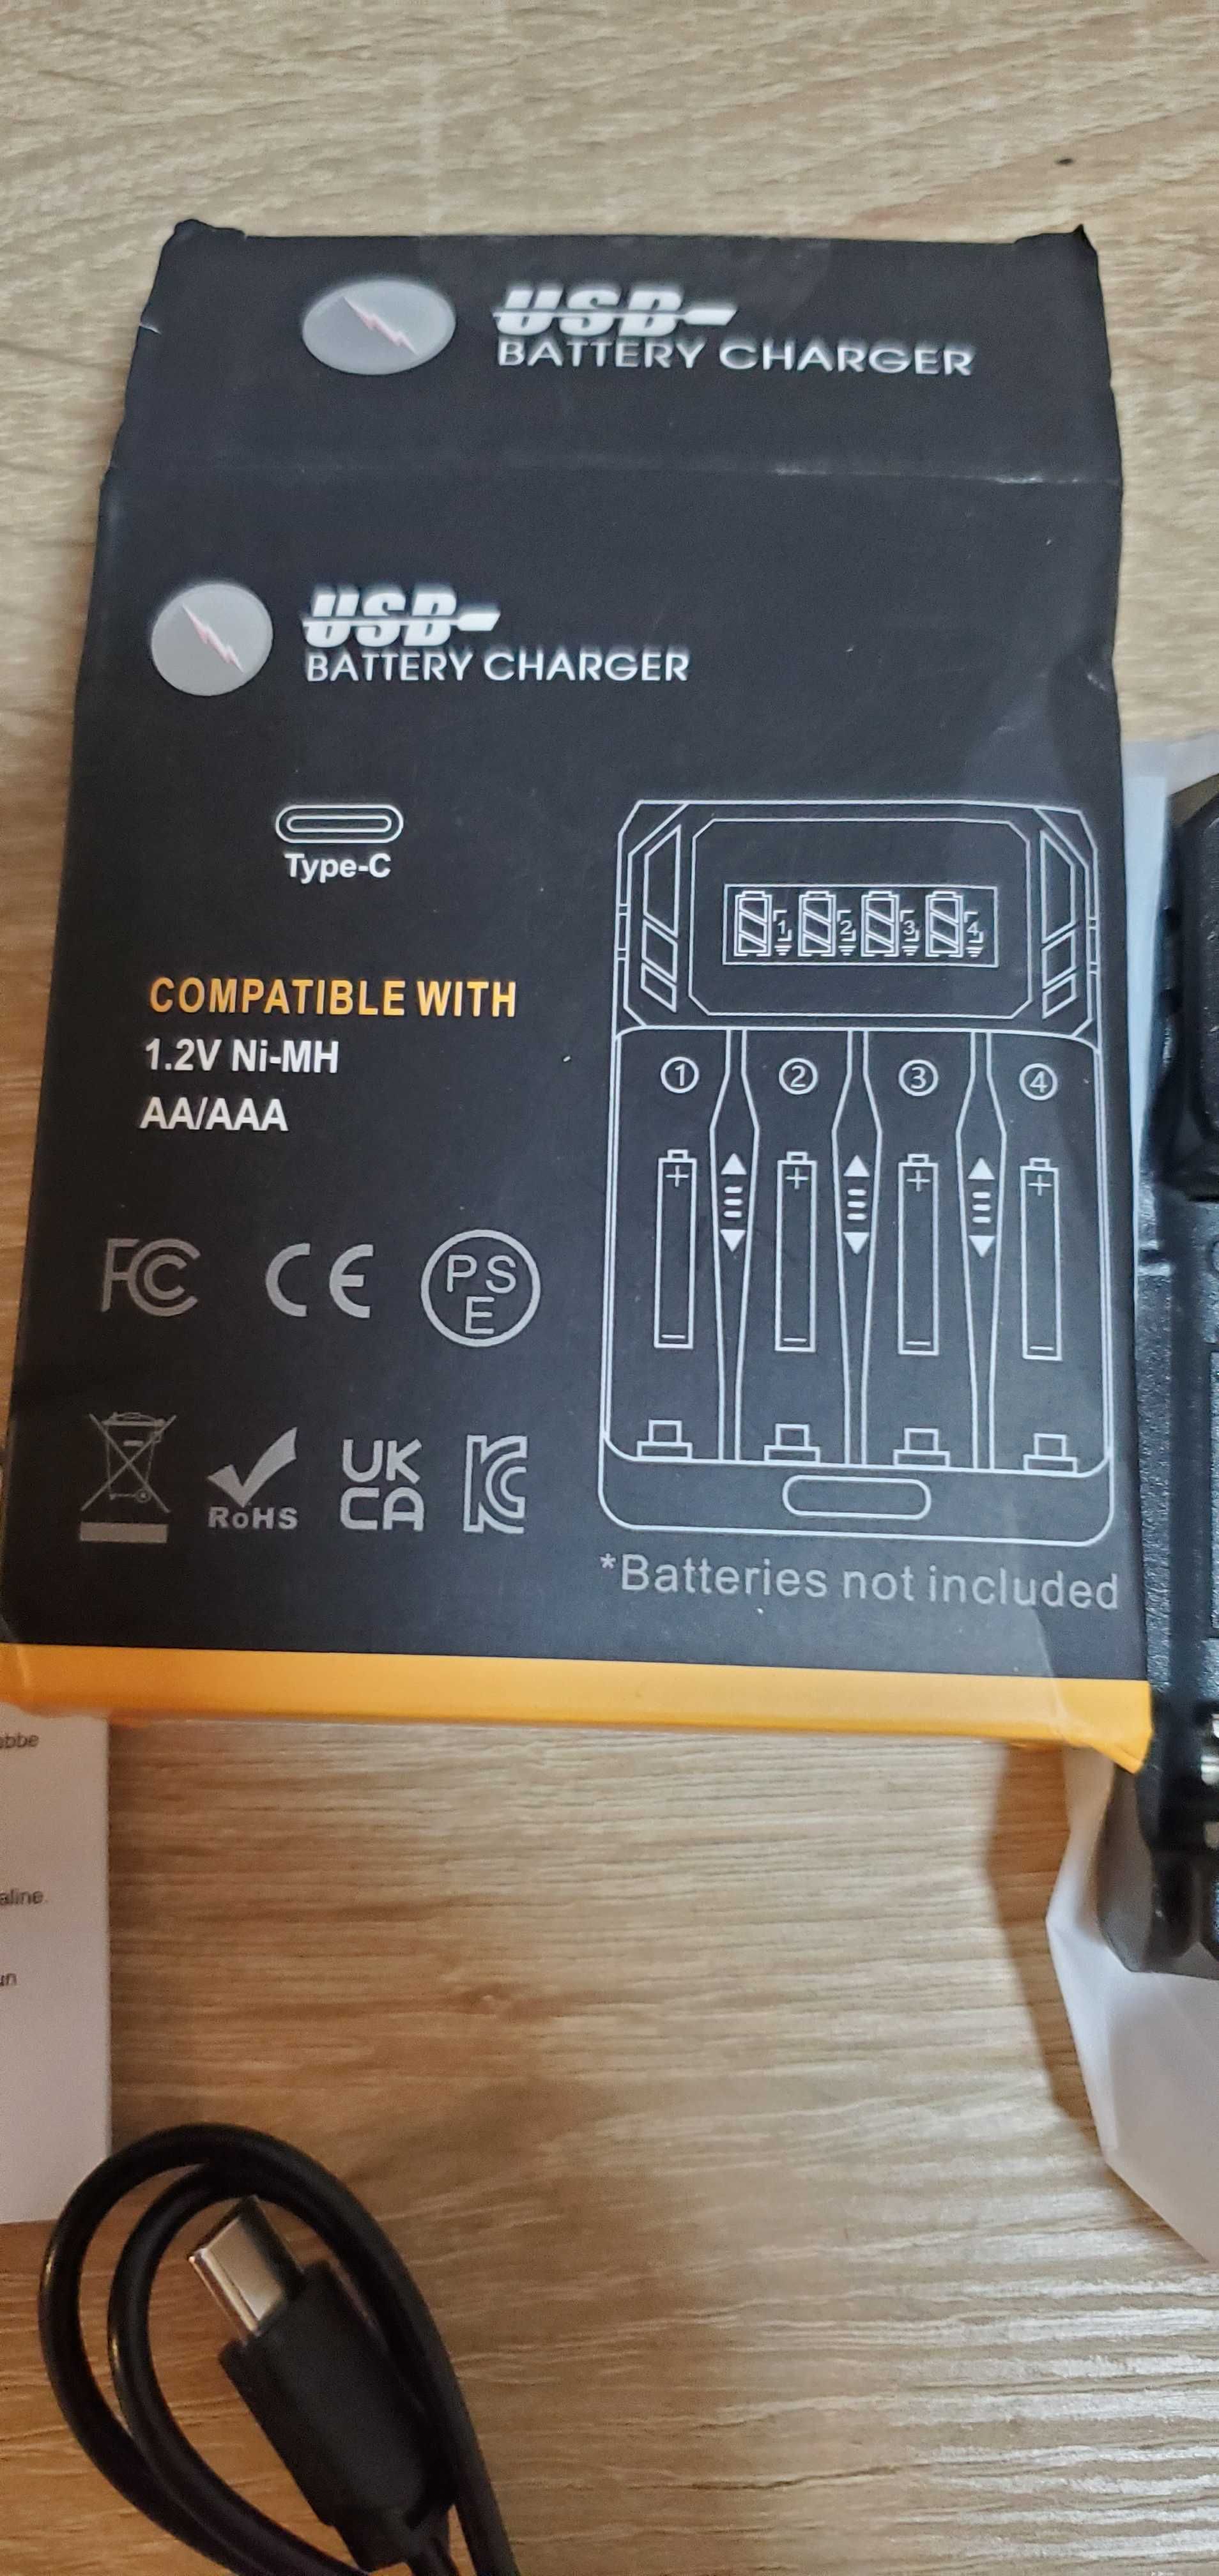 USB
BATTERY CHARGER
USB
BATTERY CHARGER
Type-C
COMPATIBLE WITH
1.2V Ni-MH
AA/AAA
1 2 3 4
① ② ③ ④
+ + + +
- - - -
FC CE PSE
RoHS UK CA KC
*Batteries not included